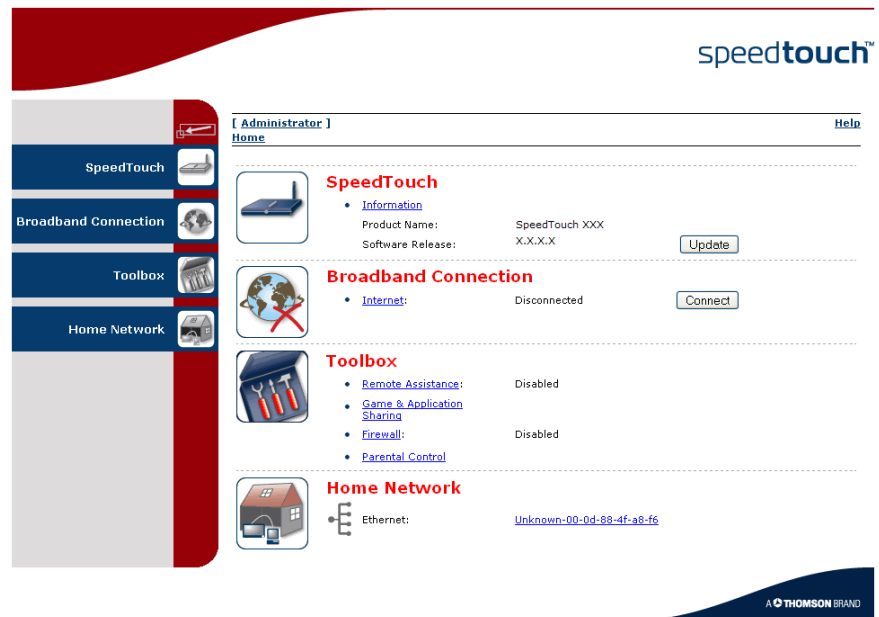 speedtouch™
[ Administrator ]
Help
Home
SpeedTouch
Broadband Connection
Toolbox
Home Network
SpeedTouch
Information
Product Name: SpeedTouch XXX
Software Release: X.X.X.X Update
Broadband Connection
Internet: Disconnected Connect
Toolbox
Remote Assistance: Disabled
Game & Application
Sharing
Firewall: Disabled
Parental Control
Home Network
Ethernet: Unknown-00-0d-88-4f-a8-f6
A THOMSON BRAND